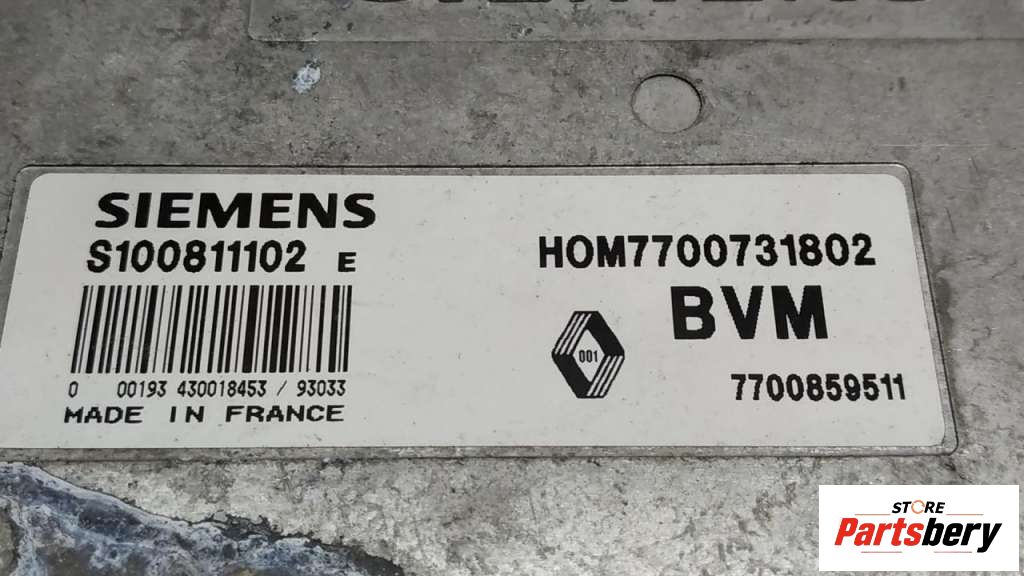 SIEMENS
S100811102 E
0 00193 430018453 / 93033
MADE IN FRANCE
HOM7700731802
BVM
001
7700859511
STORE
Partsbery